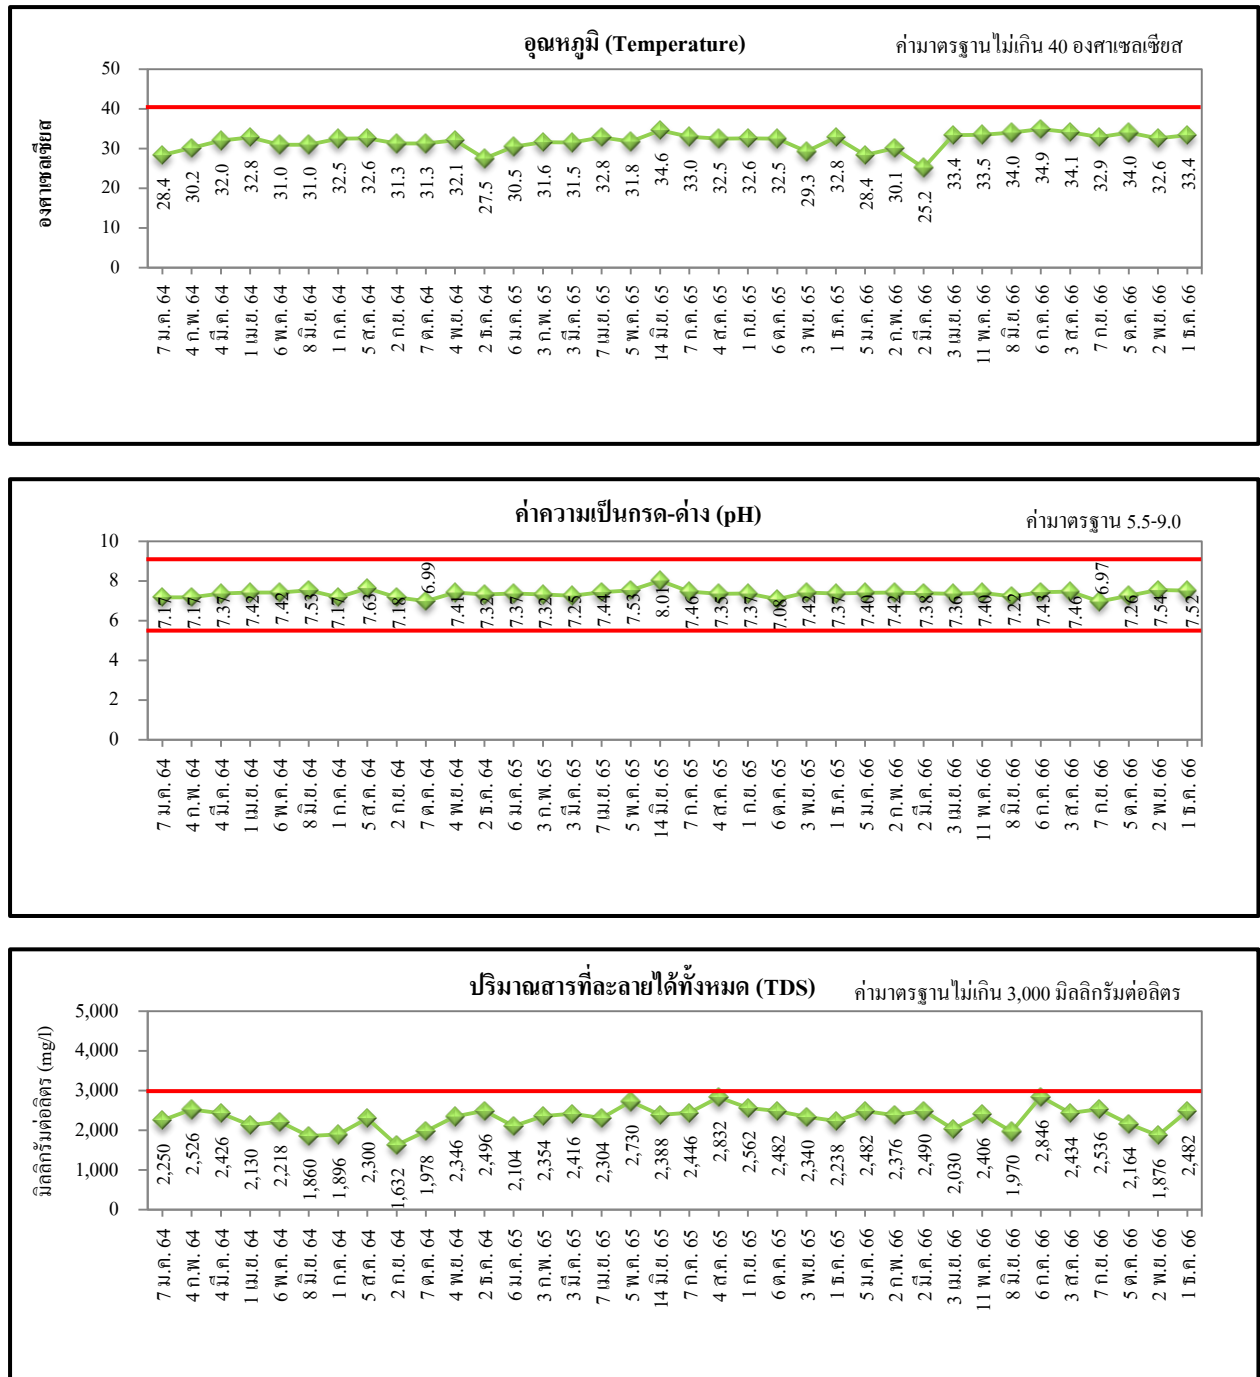 อุณหภูมิ (Temperature)
ค่ามาตรฐานไม่เกิน 40 องศาเซลเซียส
องศาเซลเซียส
50
40
30
20
10
0
28.4 30.2 32.0 32.8 31.0 31.0 32.5 32.6 31.3 31.3 32.1 27.5 30.5 31.6 31.5 32.8 31.8 34.6 33.0 32.5 32.6 32.5 29.3 32.8 28.4 30.1 25.2 33.4 33.5 34.0 34.9 34.1 32.9 34.0 32.6 33.4
7 ม.ค. 64 4 ก.พ. 64 4 มี.ค. 64 1 เม.ย. 64 6 พ.ค. 64 8 มิ.ย. 64 1 ก.ค. 64 5 ส.ค. 64 2 ก.ย. 64 7 ต.ค. 64 4 พ.ย. 64 2 ธ.ค. 64 6 ม.ค. 65 3 ก.พ. 65 3 มี.ค. 65 7 เม.ย. 65 5 พ.ค. 65 14 มิ.ย. 65 7 ก.ค. 65 4 ส.ค. 65 1 ก.ย. 65 6 ต.ค. 65 3 พ.ย. 65 1 ธ.ค. 65 5 ม.ค. 66 2 ก.พ. 66 2 มี.ค. 66 3 เม.ย. 66 11 พ.ค. 66 8 มิ.ย. 66 6 ก.ค. 66 3 ส.ค. 66 7 ก.ย. 66 5 ต.ค. 66 2 พ.ย. 66 1 ธ.ค. 66
ค่าความเป็นกรด-ด่าง (pH)
ค่ามาตรฐาน 5.5-9.0
10
8
6
4
2
0
7.17 7.17 7.37 7.42 7.42 7.53 7.17 7.63 7.18 6.99 7.41 7.32 7.37 7.32 7.25 7.44 7.53 8.01 7.46 7.35 7.37 7.08 7.42 7.37 7.40 7.42 7.38 7.36 7.40 7.22 7.43 7.46 6.97 7.26 7.54 7.52
7 ม.ค. 64 4 ก.พ. 64 4 มี.ค. 64 1 เม.ย. 64 6 พ.ค. 64 8 มิ.ย. 64 1 ก.ค. 64 5 ส.ค. 64 2 ก.ย. 64 7 ต.ค. 64 4 พ.ย. 64 2 ธ.ค. 64 6 ม.ค. 65 3 ก.พ. 65 3 มี.ค. 65 7 เม.ย. 65 5 พ.ค. 65 14 มิ.ย. 65 7 ก.ค. 65 4 ส.ค. 65 1 ก.ย. 65 6 ต.ค. 65 3 พ.ย. 65 1 ธ.ค. 65 5 ม.ค. 66 2 ก.พ. 66 2 มี.ค. 66 3 เม.ย. 66 11 พ.ค. 66 8 มิ.ย. 66 6 ก.ค. 66 3 ส.ค. 66 7 ก.ย. 66 5 ต.ค. 66 2 พ.ย. 66 1 ธ.ค. 66
ปริมาณสารที่ละลายได้ทั้งหมด (TDS)
ค่ามาตรฐานไม่เกิน 3,000 มิลลิกรัมต่อลิตร
มิลลิกรัมต่อลิตร (mg/l)
5,000
4,000
3,000
2,000
1,000
0
2,250 2,526 2,426 2,130 2,218 1,860 1,896 2,300 1,632 1,978 2,346 2,496 2,104 2,354 2,416 2,304 2,730 2,388 2,446 2,832 2,562 2,482 2,340 2,238 2,482 2,376 2,490 2,030 2,406 1,970 2,846 2,434 2,536 2,164 1,876 2,482
7 ม.ค. 64 4 ก.พ. 64 4 มี.ค. 64 1 เม.ย. 64 6 พ.ค. 64 8 มิ.ย. 64 1 ก.ค. 64 5 ส.ค. 64 2 ก.ย. 64 7 ต.ค. 64 4 พ.ย. 64 2 ธ.ค. 64 6 ม.ค. 65 3 ก.พ. 65 3 มี.ค. 65 7 เม.ย. 65 5 พ.ค. 65 14 มิ.ย. 65 7 ก.ค. 65 4 ส.ค. 65 1 ก.ย. 65 6 ต.ค. 65 3 พ.ย. 65 1 ธ.ค. 65 5 ม.ค. 66 2 ก.พ. 66 2 มี.ค. 66 3 เม.ย. 66 11 พ.ค. 66 8 มิ.ย. 66 6 ก.ค. 66 3 ส.ค. 66 7 ก.ย. 66 5 ต.ค. 66 2 พ.ย. 66 1 ธ.ค. 66